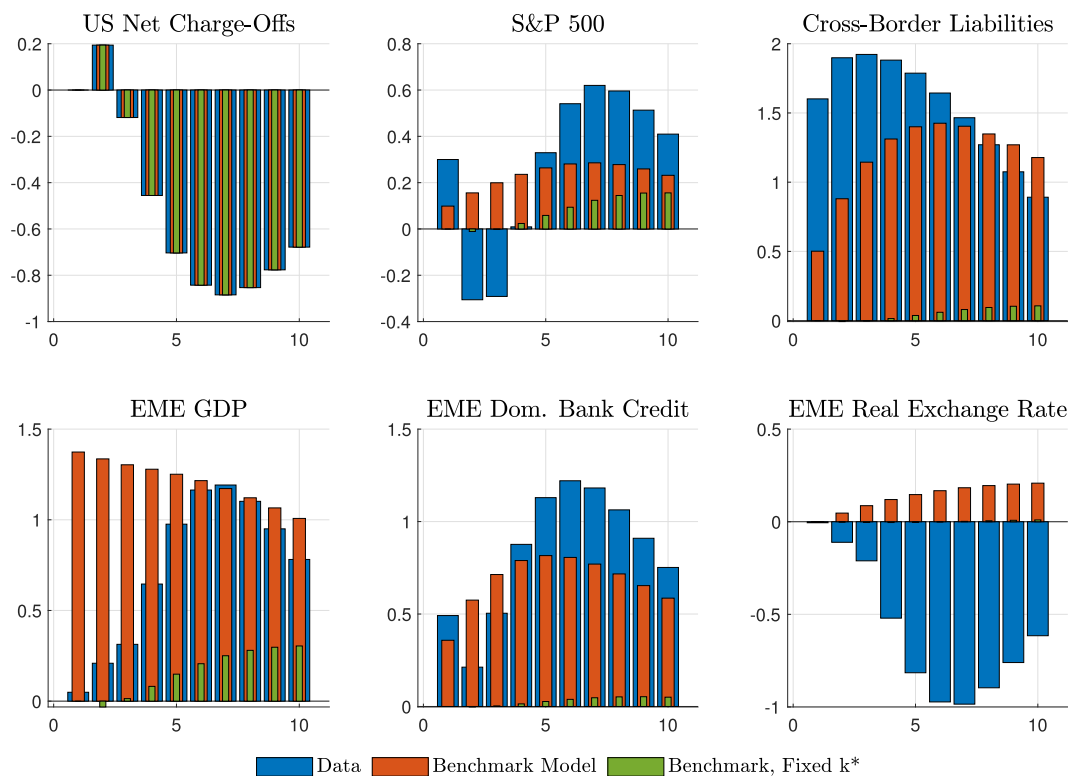 US Net Charge-Offs
0.2
0
-0.2
-0.4
-0.6
-0.8
-1
0 5 10
S&P 500
0.8
0.6
0.4
0.2
0
-0.2
-0.4
0 5 10
Cross-Border Liabilities
2
1.5
1
0.5
0
0 5 10
EME GDP
1.5
1
0.5
0
0 5 10
EME Dom. Bank Credit
1.5
1
0.5
0
0 5 10
EME Real Exchange Rate
0.5
0
-0.5
-1
0 5 10
Data Benchmark Model Benchmark, Fixed k*